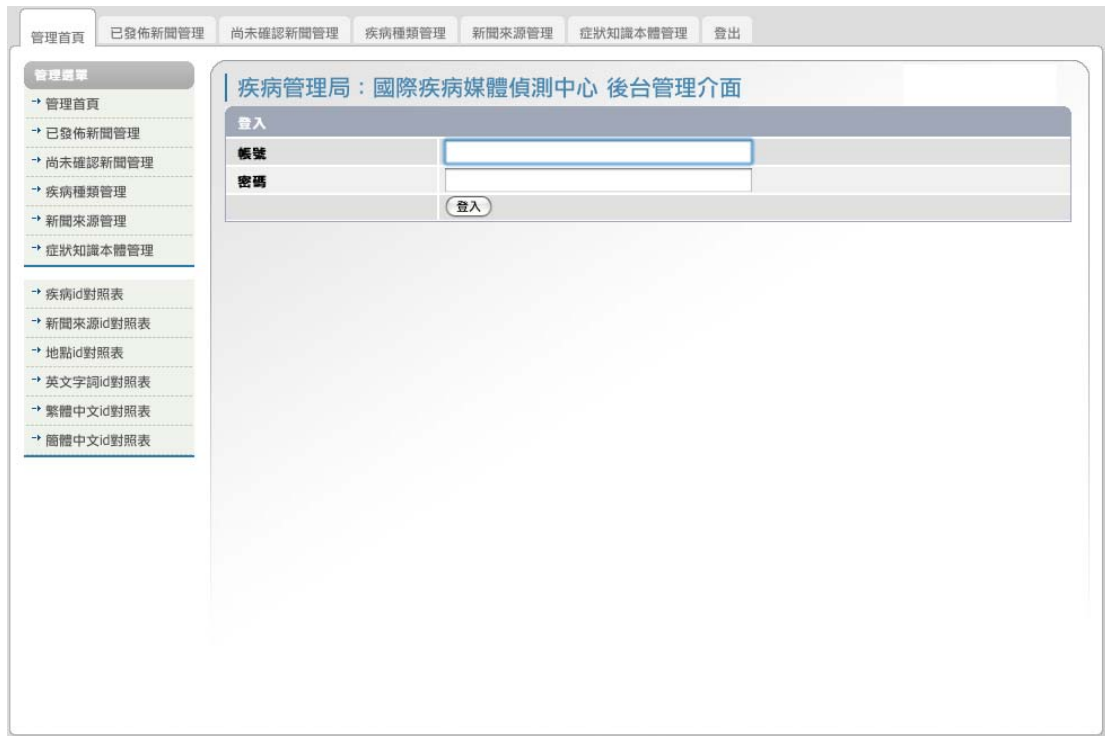 管理首頁 已發佈新聞管理 尚未確認新聞管理 疾病種類管理 新聞來源管理 症狀知識本體管理 登出
管理選單
管理首頁
已發佈新聞管理
尚未確認新聞管理
疾病種類管理
新聞來源管理
症狀知識本體管理
疾病id對照表
新聞來源id對照表
地點id對照表
英文字詞id對照表
繁體中文id對照表
簡體中文id對照表
疾病管理局：國際疾病媒體偵測中心 後台管理介面
登入
帳號
密碼
登入